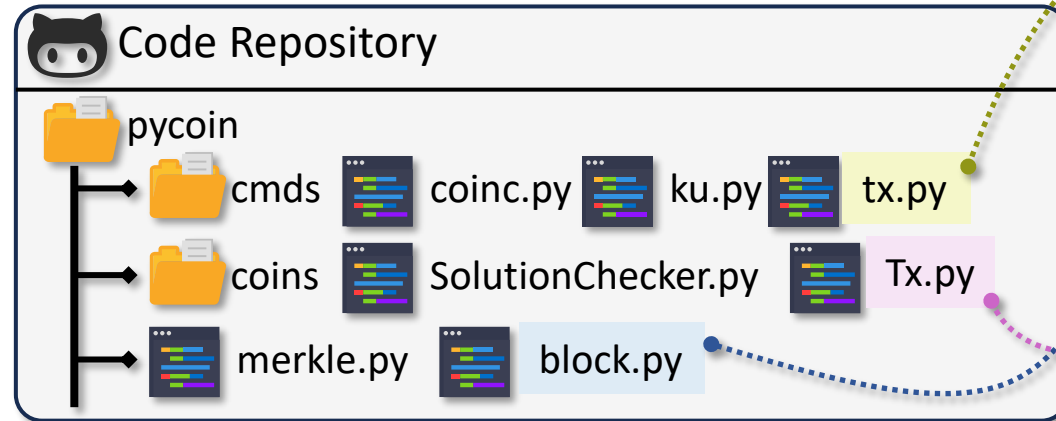 Code Repository
pycoin
cmds coinc.py ku.py tx.py
coins SolutionChecker.py Tx.py
merkle.py block.py